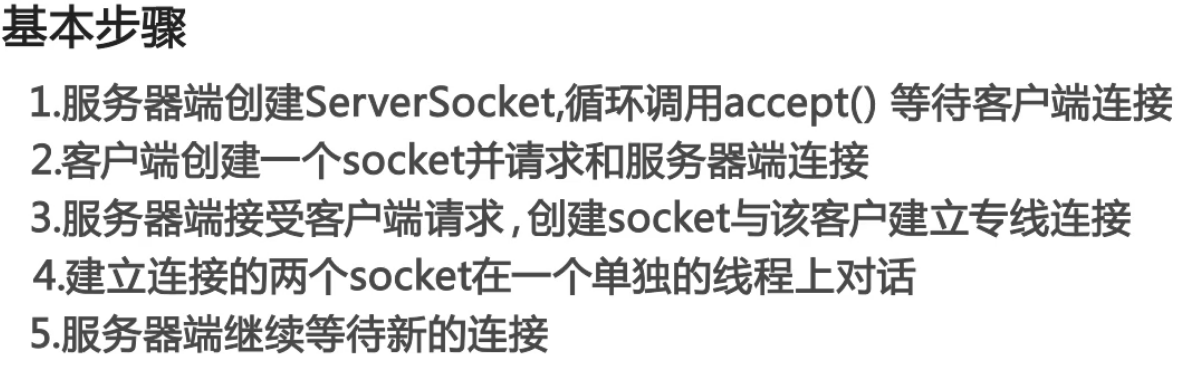 基本步骤
1.服务器端创建ServerSocket,循环调用accept() 等待客户端连接
2.客户端创建一个socket并请求和服务器端连接
3.服务器端接受客户端请求,创建socket与该客户建立专线连接
4.建立连接的两个socket在一个单独的线程上对话
5.服务器端继续等待新的连接